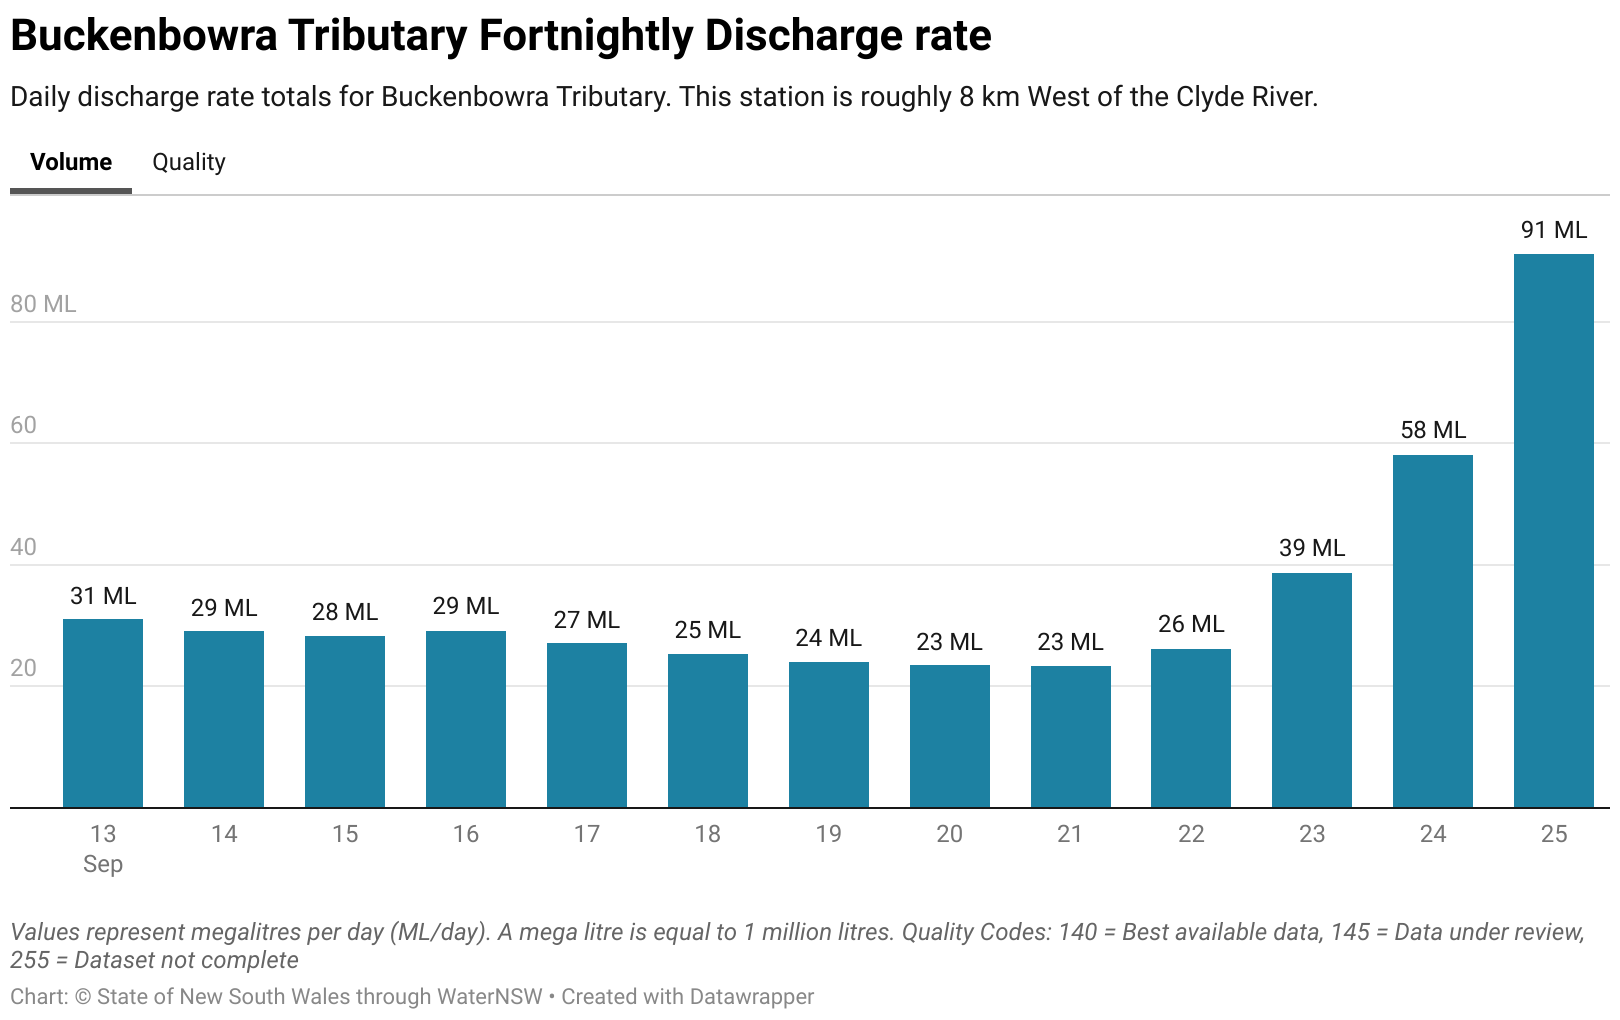 Buckenbowra Tributary Fortnightly Discharge rate
Daily discharge rate totals for Buckenbowra Tributary. This station is roughly 8 km West of the Clyde River.
Volume Quality
91 ML
80 ML
60
58 ML
40
39 ML
31 ML
29 ML
28 ML
29 ML
27 ML
25 ML
24 ML
23 ML
23 ML
26 ML
20
13 14 15 16 17 18 19 20 21 22 23 24 25
Sep
Values represent megalitres per day (ML/day). A mega litre is equal to 1 million litres. Quality Codes: 140 = Best available data, 145 = Data under review,
255 = Dataset not complete
Chart: © State of New South Wales through WaterNSW • Created with Datawrapper